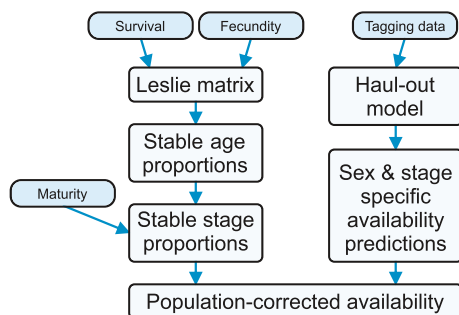 Survival
Fecundity
Tagging data
Leslie matrix
Haul-out
model
Stable age
proportions
Sex & stage
specific
availability
predictions
Maturity
Stable stage
proportions
Population-corrected availability